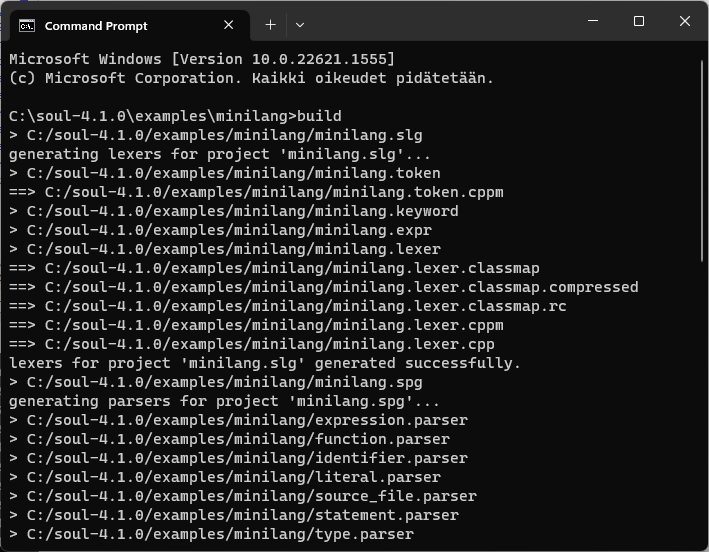 Command Prompt
Microsoft Windows [Version 10.0.22621.1555]
(c) Microsoft Corporation. Kaikki oikeudet pidätetään.
C:\soul-4.1.0\examples\minilang>build
> C:/soul-4.1.0/examples/minilang/minilang.slg
generating lexers for project 'minilang.slg'...
> C:/soul-4.1.0/examples/minilang/minilang.token
==> C:/soul-4.1.0/examples/minilang/minilang.token.cppm
> C:/soul-4.1.0/examples/minilang/minilang.keyword
> C:/soul-4.1.0/examples/minilang/minilang.expr
> C:/soul-4.1.0/examples/minilang/minilang.lexer
==> C:/soul-4.1.0/examples/minilang/minilang.lexer.classmap
==> C:/soul-4.1.0/examples/minilang/minilang.lexer.classmap.compressed
==> C:/soul-4.1.0/examples/minilang/minilang.lexer.classmap.rc
==> C:/soul-4.1.0/examples/minilang/minilang.lexer.cppm
==> C:/soul-4.1.0/examples/minilang/minilang.lexer.cpp
lexers for project 'minilang.slg' generated successfully.
> C:/soul-4.1.0/examples/minilang/minilang.spg
generating parsers for project 'minilang.spg'...
> C:/soul-4.1.0/examples/minilang/expression.parser
> C:/soul-4.1.0/examples/minilang/function.parser
> C:/soul-4.1.0/examples/minilang/identifier.parser
> C:/soul-4.1.0/examples/minilang/literal.parser
> C:/soul-4.1.0/examples/minilang/source_file.parser
> C:/soul-4.1.0/examples/minilang/statement.parser
> C:/soul-4.1.0/examples/minilang/type.parser